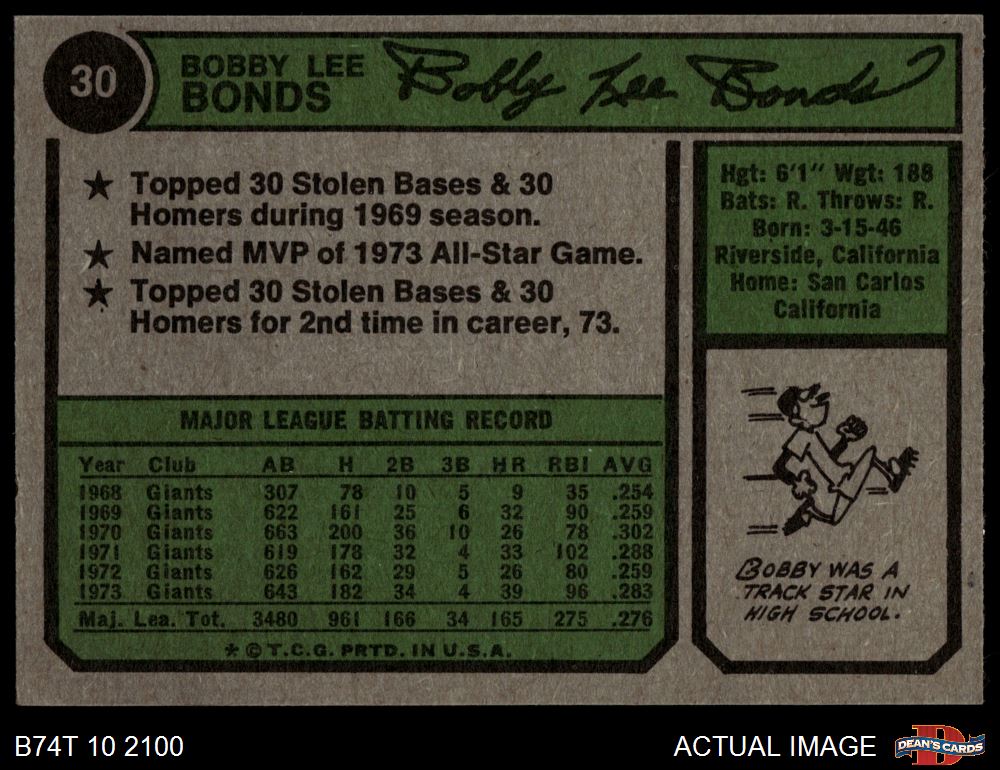 30
BOBBY LEE
BONDS
Bobby Lee Bonds
★ Topped 30 Stolen Bases & 30
Homers during 1969 season.
★ Named MVP of 1973 All-Star Game.
★ Topped 30 Stolen Bases & 30
Homers for 2nd time in career, 73.
Hgt: 6'1" Wgt: 188
Bats: R. Throws: R.
Born: 3-15-46
Riverside, California
Home: San Carlos
California
MAJOR LEAGUE BATTING RECORD
Year Club AB H 2B 3B HR RBI AVG
1968 Giants 307 78 10 5 9 35 .254
1969 Giants 622 161 25 6 32 90 .259
1970 Giants 663 200 36 10 26 78 .302
1971 Giants 619 178 32 4 33 102 .288
1972 Giants 626 162 29 5 26 80 .259
1973 Giants 643 182 34 4 39 96 .283
Maj. Lea. Tot. 3480 961 166 34 165 275 .276
* © T.C.G. PRTD. IN U.S.A.
BOBBY WAS A
TRACK STAR IN
HIGH SCHOOL.
B74T 10 2100
ACTUAL IMAGE
DEAN'S CARDS